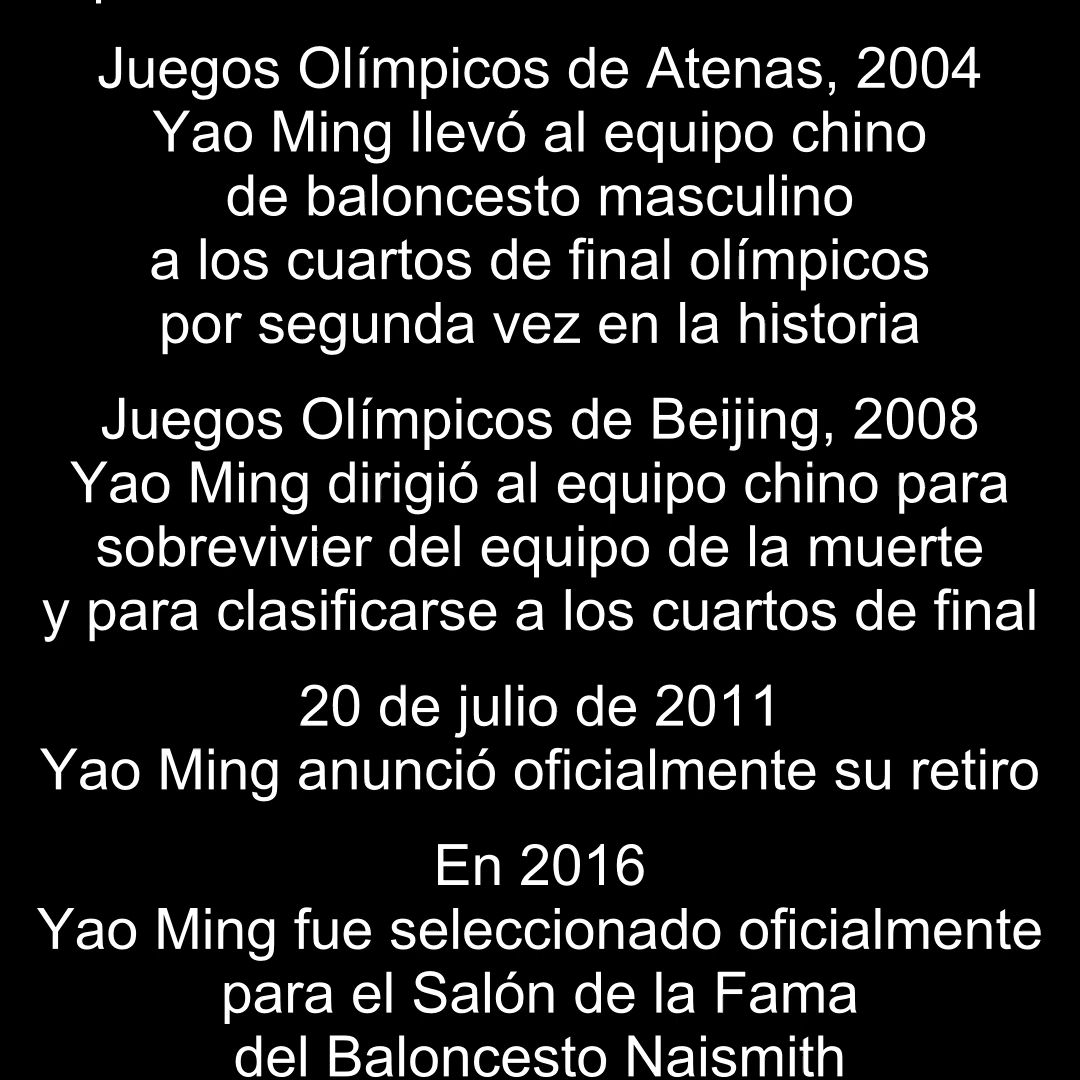 Juegos Olímpicos de Atenas, 2004
Yao Ming llevó al equipo chino
de baloncesto masculino
a los cuartos de final olímpicos
por segunda vez en la historia
Juegos Olímpicos de Beijing, 2008
Yao Ming dirigió al equipo chino para
sobrevivier del equipo de la muerte
y para clasificarse a los cuartos de final
20 de julio de 2011
Yao Ming anunció oficialmente su retiro
En 2016
Yao Ming fue seleccionado oficialmente
para el Salón de la Fama
del Baloncesto Naismith